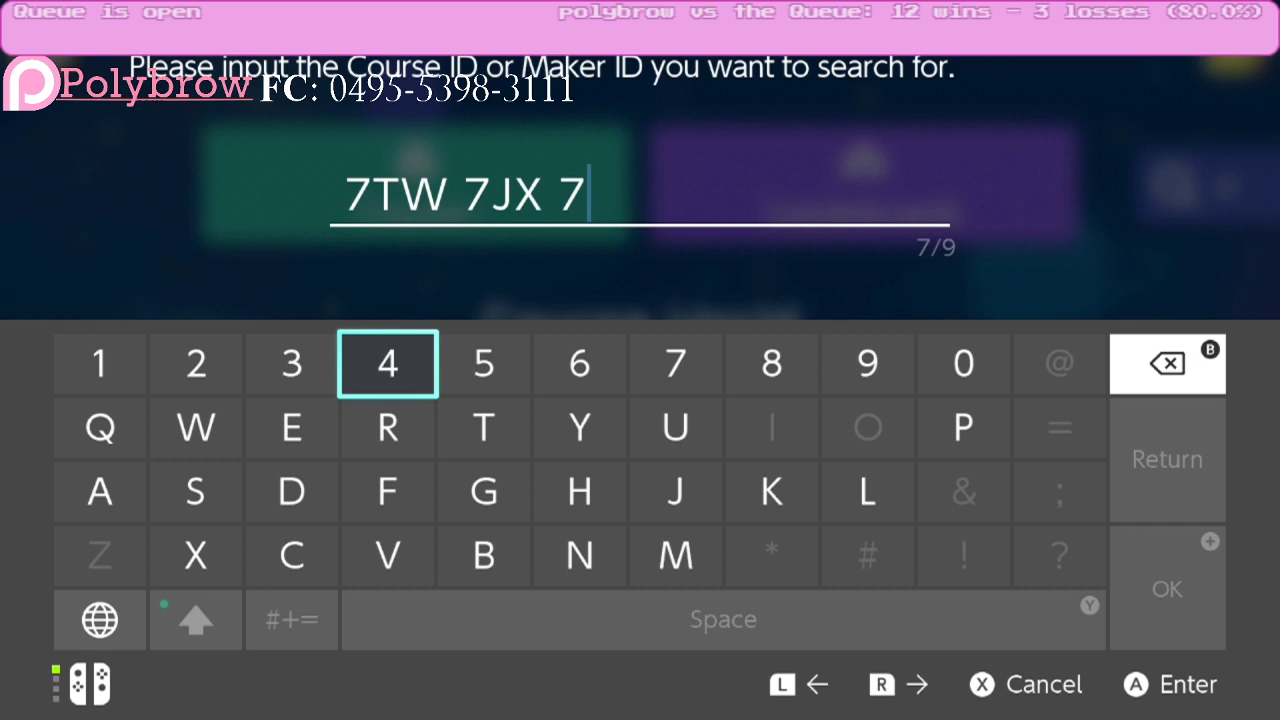 Queue is open
polybrow vs the Queue: 12 wins - 3 losses (80.0%)
Please input the Course ID or Maker ID you want to search for.
Polybrow FC: 0495-5398-3111
7TW 7JX 7
7/9
1 2 3 4 5 6 7 8 9 0 @ B
Q W E R T Y U I O P =
Return
A S D F G H J K L & ;
Z X C V B N M * # ! ? +
OK
#+= Space Y
L ← R → X Cancel A Enter